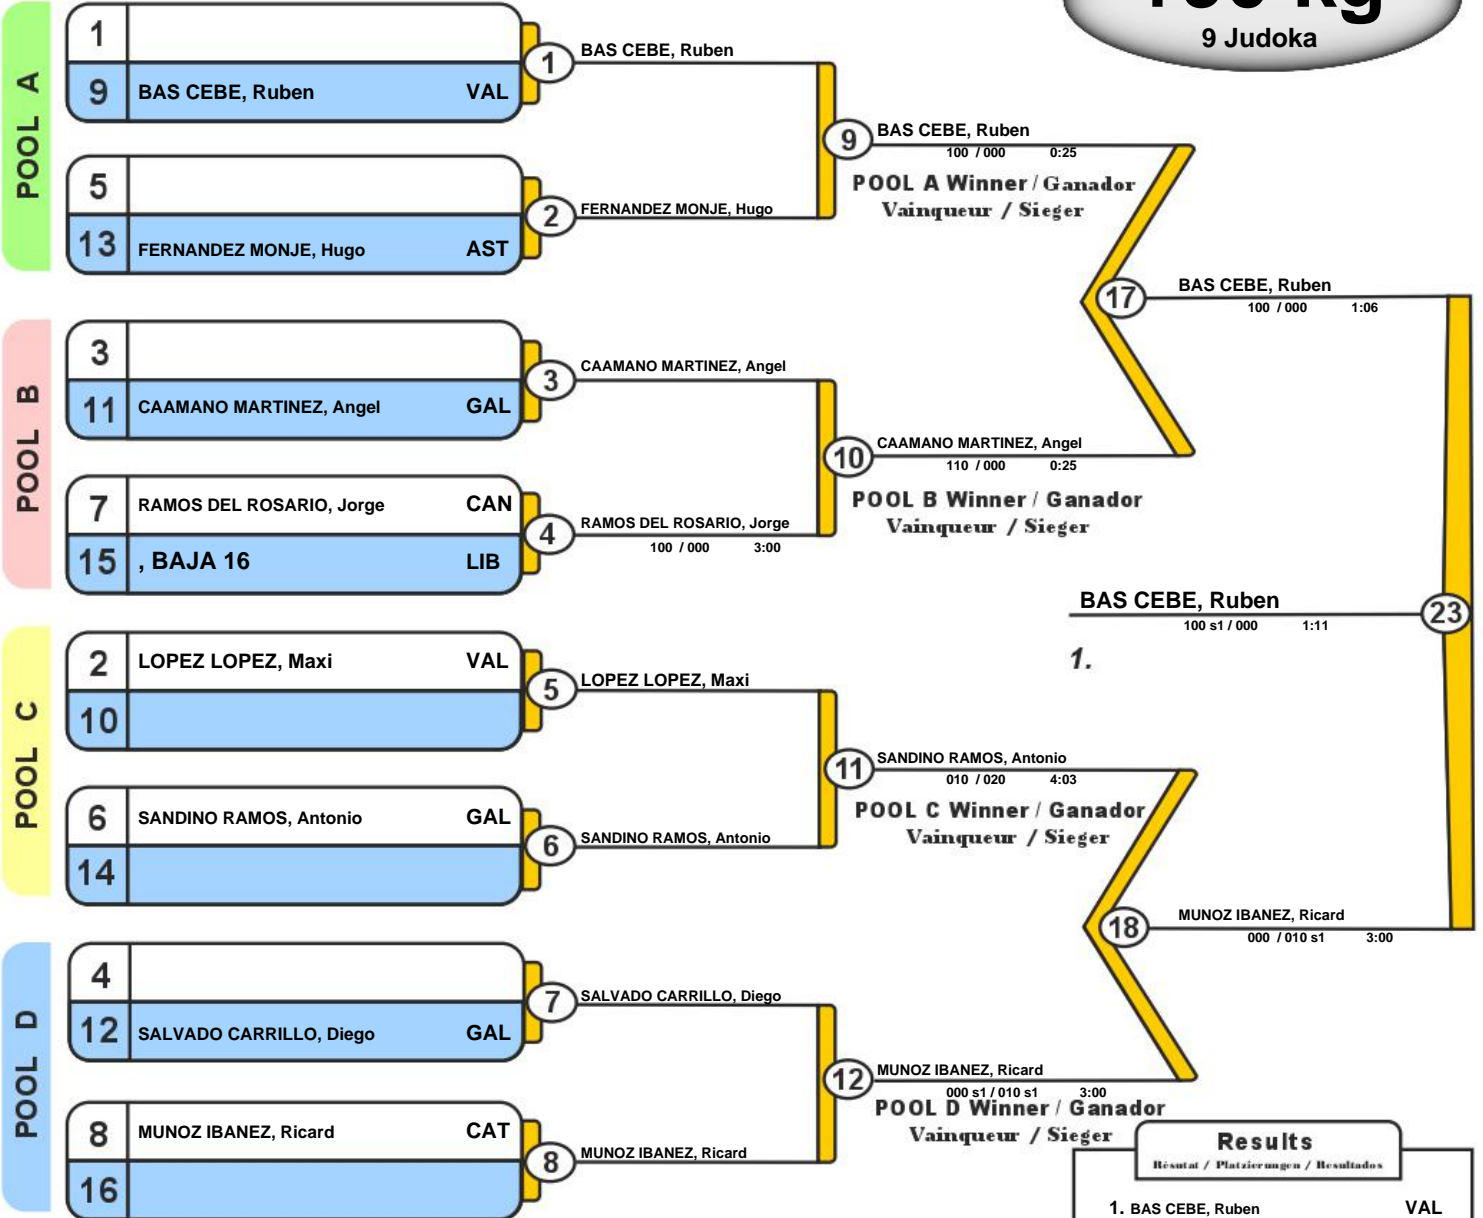 9 Judoka
POOL A
1
9 BAS CEBE, Ruben VAL
1 BAS CEBE, Ruben
5
13 FERNANDEZ MONJE, Hugo AST
2 FERNANDEZ MONJE, Hugo
9 BAS CEBE, Ruben
100 / 000 0:25
POOL A Winner / Ganador
Vainqueur / Sieger
POOL B
3
11 CAAMANO MARTINEZ, Angel GAL
3 CAAMANO MARTINEZ, Angel
7 RAMOS DEL ROSARIO, Jorge CAN
15 , BAJA 16 LIB
4 RAMOS DEL ROSARIO, Jorge
100 / 000 3:00
10 CAAMANO MARTINEZ, Angel
110 / 000 0:25
POOL B Winner / Ganador
Vainqueur / Sieger
17 BAS CEBE, Ruben
100 / 000 1:06
POOL C
2 LOPEZ LOPEZ, Maxi VAL
10
5 LOPEZ LOPEZ, Maxi
6 SANDINO RAMOS, Antonio GAL
14
6 SANDINO RAMOS, Antonio
11 SANDINO RAMOS, Antonio
010 / 020 4:03
POOL C Winner / Ganador
Vainqueur / Sieger
POOL D
4
12 SALVADO CARRILLO, Diego GAL
7 SALVADO CARRILLO, Diego
8 MUNOZ IBANEZ, Ricard CAT
16
8 MUNOZ IBANEZ, Ricard
12 MUNOZ IBANEZ, Ricard
000 s1 / 010 s1 3:00
POOL D Winner / Ganador
Vainqueur / Sieger
18 MUNOZ IBANEZ, Ricard
000 / 010 s1 3:00
BAS CEBE, Ruben 23
100 s1 / 000 1:11
1.
Results
Résutat / Platzierungen / Resultados
1. BAS CEBE, Ruben VAL